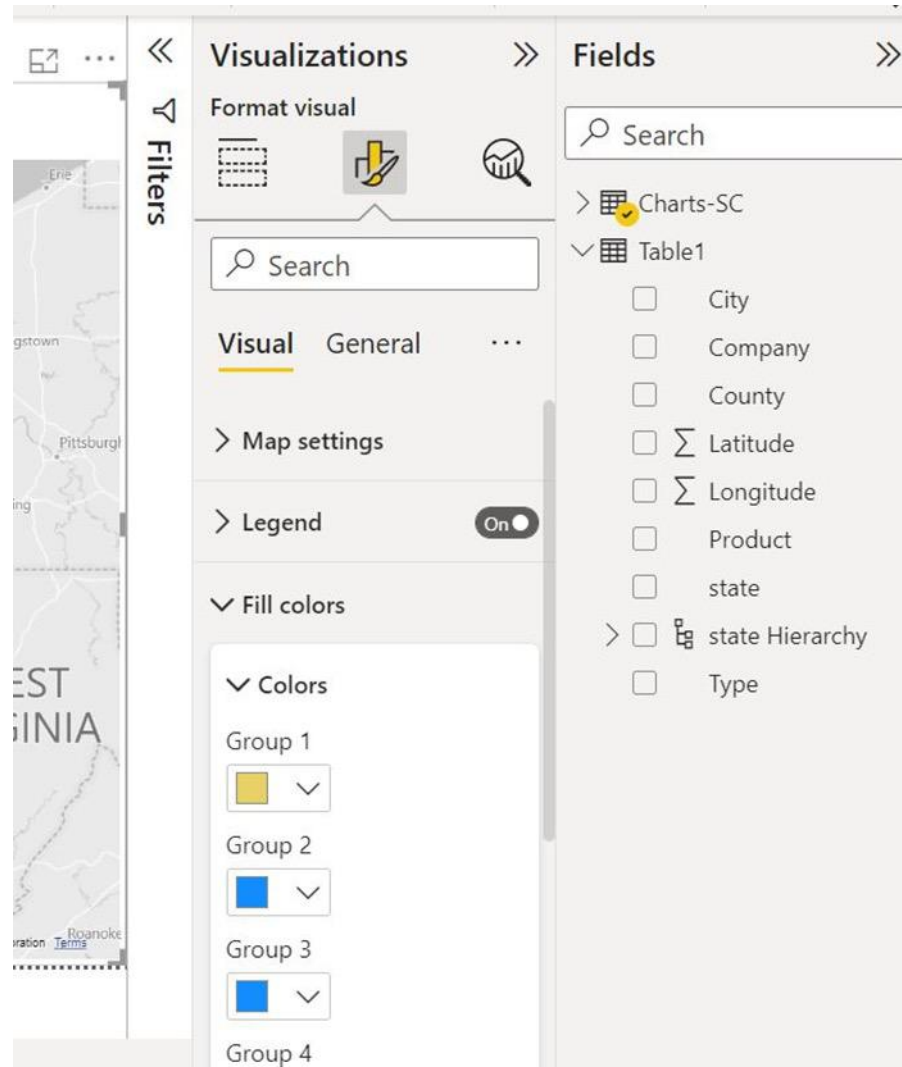 Erie
gstown
Pittsburgh
ing
EST
GINIA
Roanoke
oration Terms
Filters
Visualizations
Format visual
Search
Visual General
Map settings
Legend On
Fill colors
Colors
Group 1
Group 2
Group 3
Group 4
Fields
Search
Charts-SC
Table1
City
Company
County
Σ Latitude
Σ Longitude
Product
state
state Hierarchy
Type